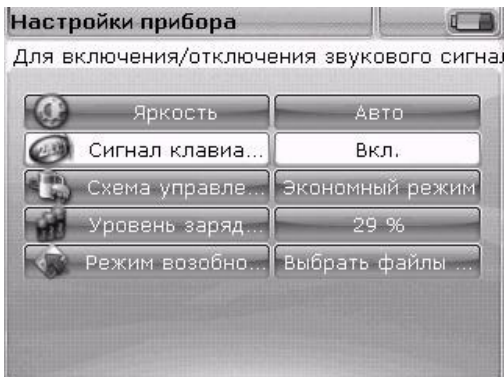 Настройки прибора
Для включения/отключения звукового сигнал
Яркость Авто
Сигнал клавиа... Вкл.
Схема управле... Экономный режим
Уровень заряд... 29 %
Режим возобно... Выбрать файлы ...